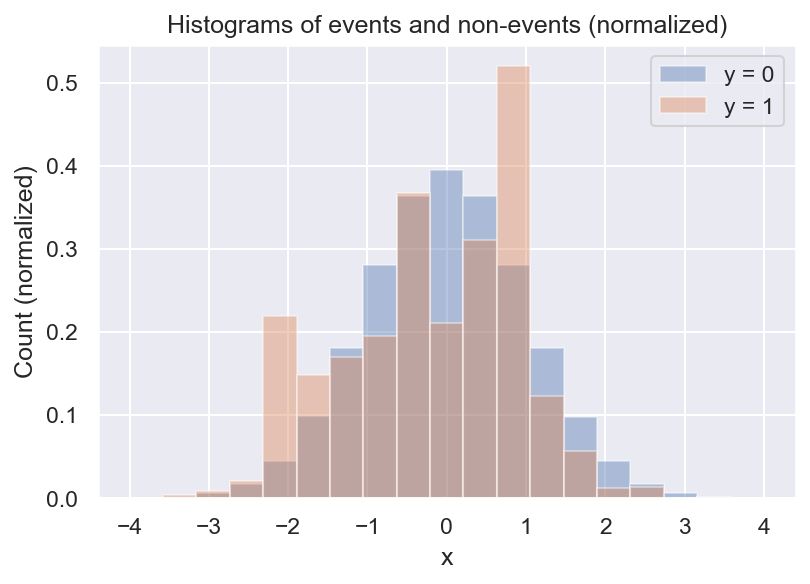 Histograms of events and non-events (normalized)
y = 0
y = 1
Count (normalized)
0.5
0.4
0.3
0.2
0.1
0.0
−4 −3 −2 −1 0 1 2 3 4
x